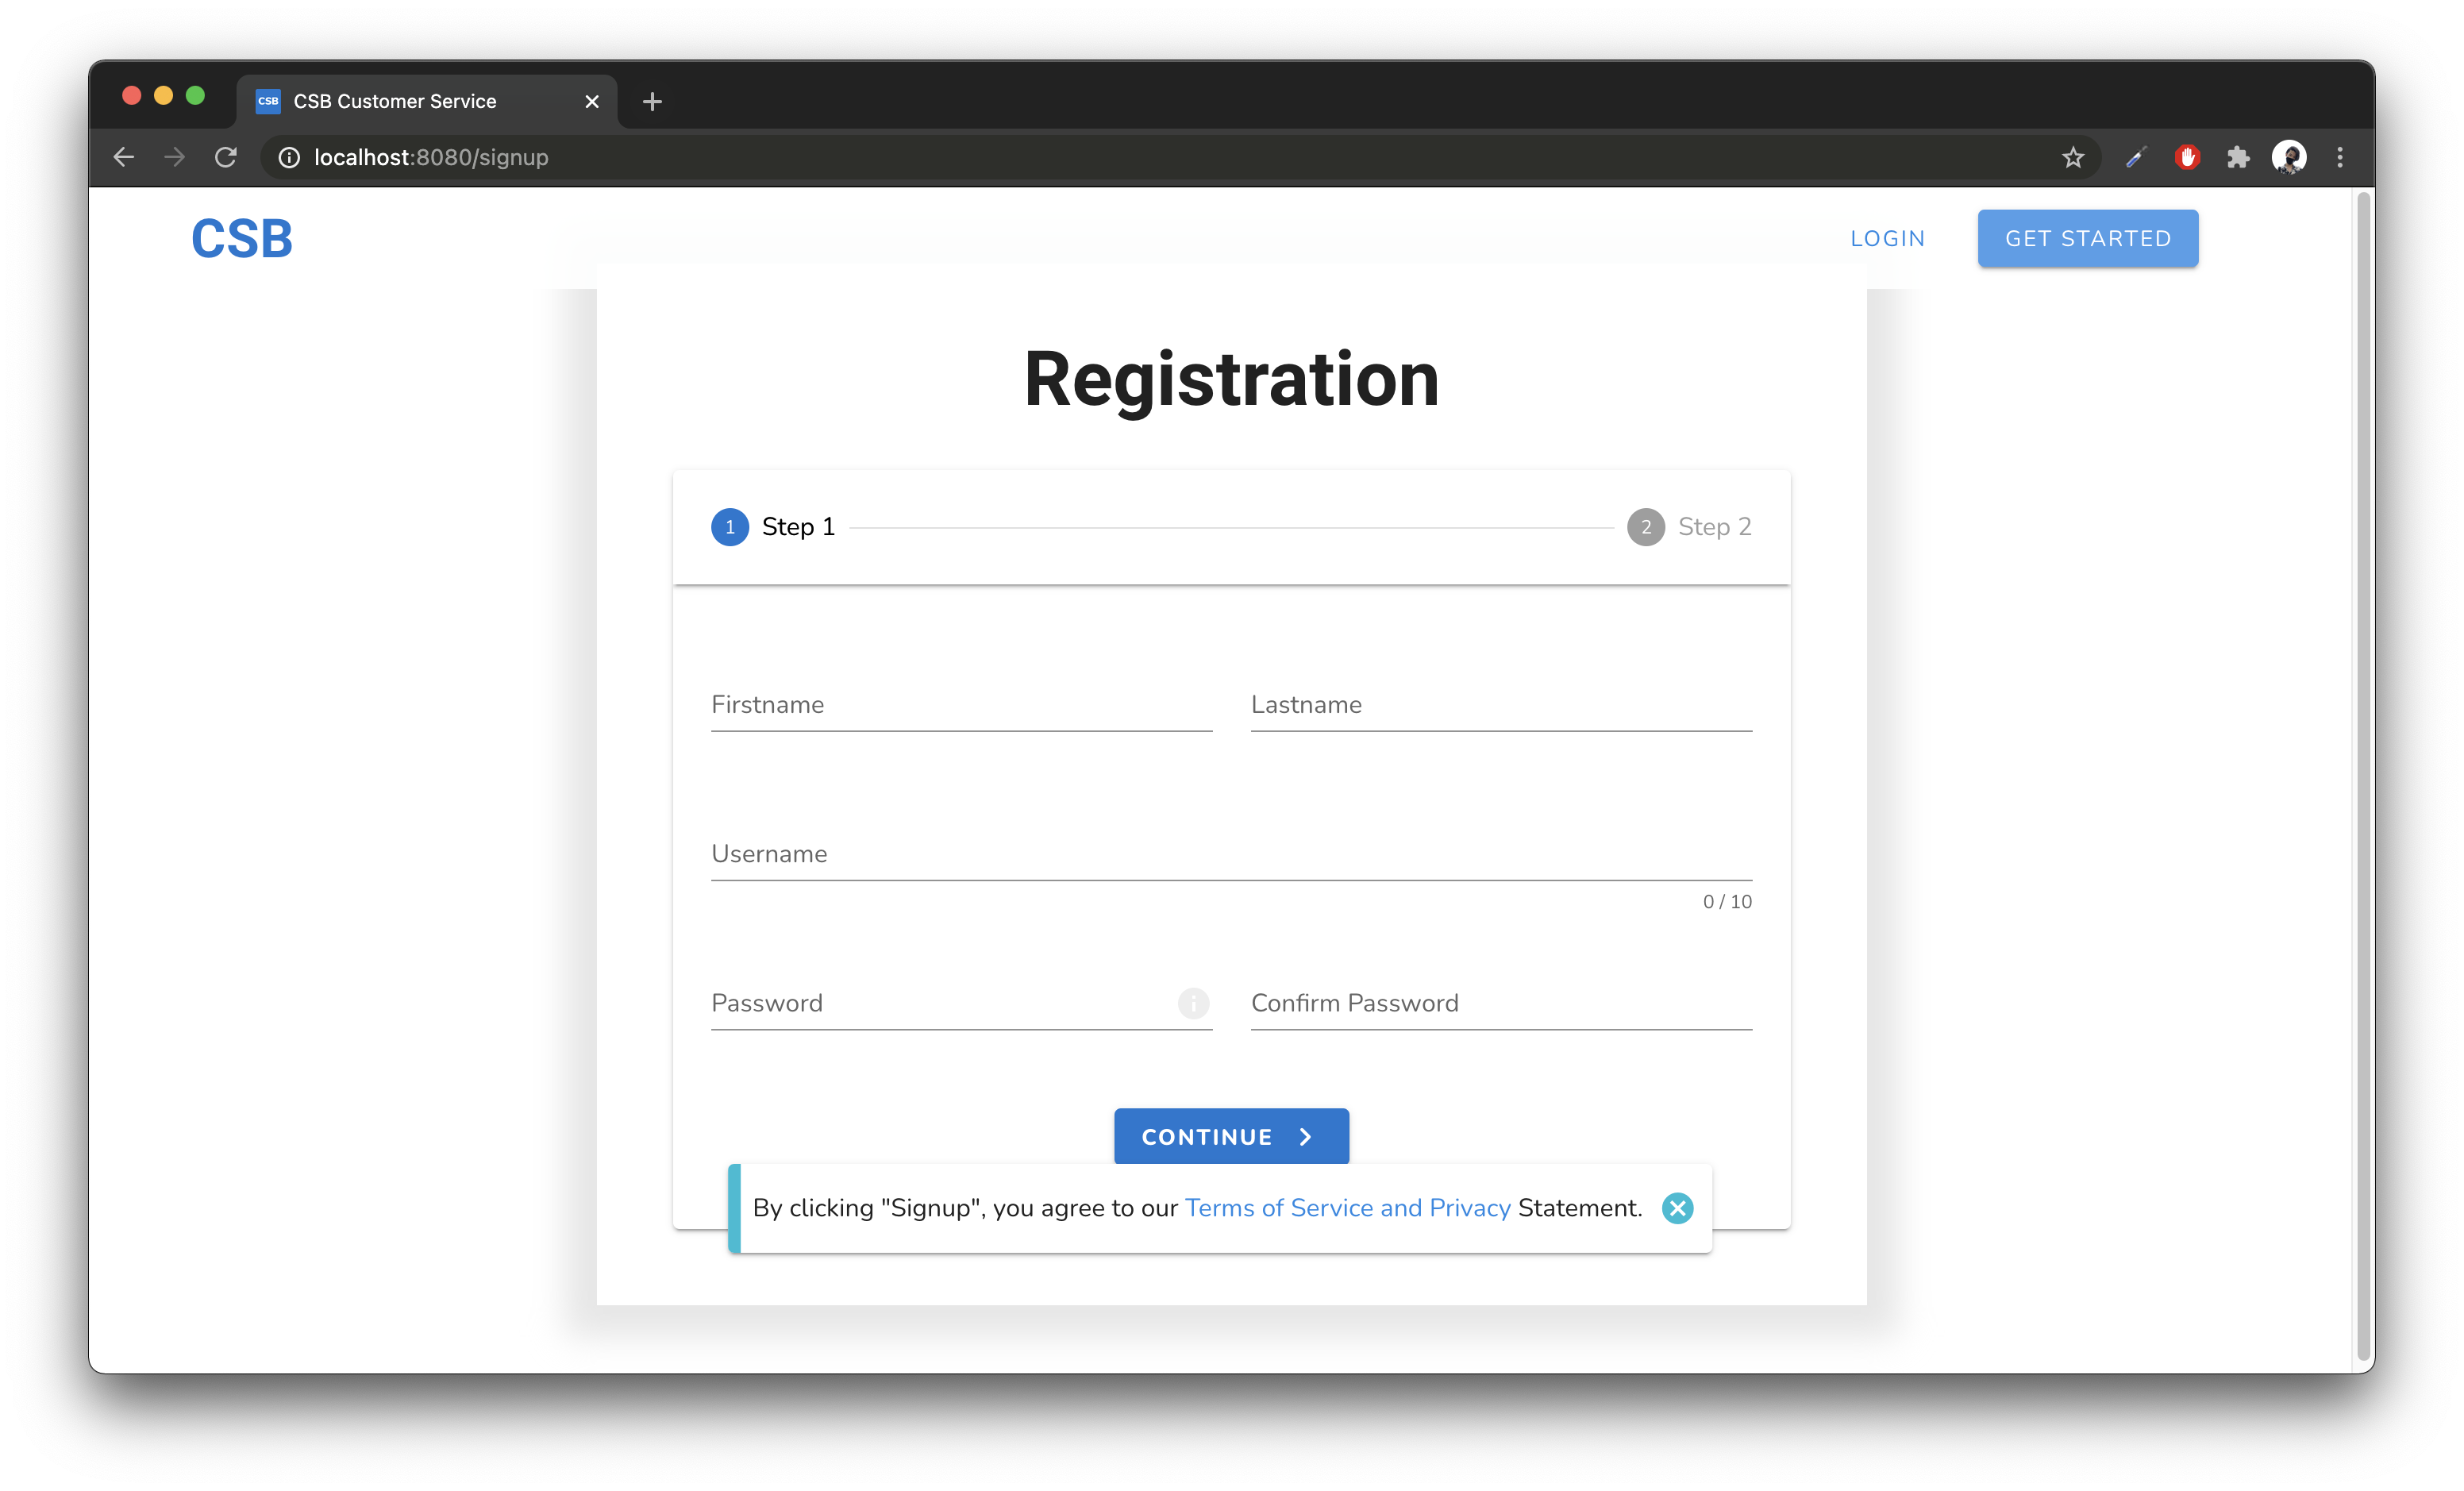 CSB CSB Customer Service
localhost:8080/signup
CSB LOGIN GET STARTED
Registration
1 Step 1 2 Step 2
Firstname Lastname
Username
0 / 10
Password i Confirm Password
CONTINUE
By clicking "Signup", you agree to our Terms of Service and Privacy Statement.